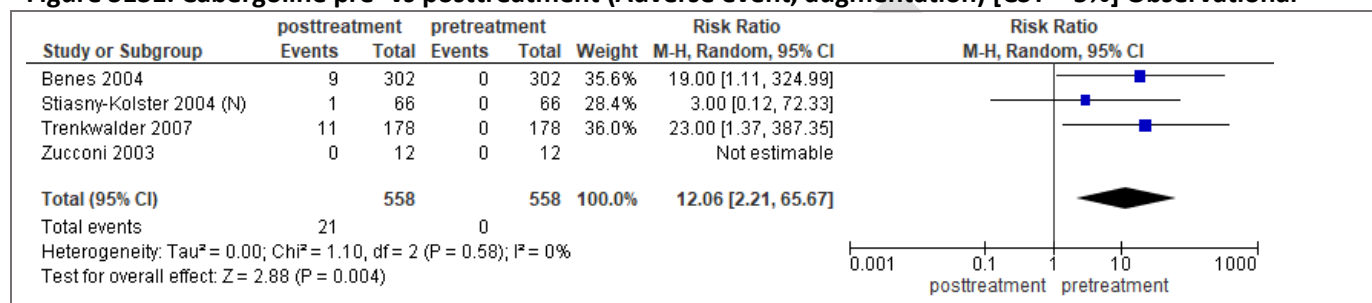 posttreatment pretreatment Risk Ratio Risk Ratio
Study or Subgroup Events Total Events Total Weight M-H, Random, 95% CI M-H, Random, 95% CI
Benes 2004 9 302 0 302 35.6% 19.00 [1.11, 324.99]
Stiasny-Kolster 2004 (N) 1 66 0 66 28.4% 3.00 [0.12, 72.33]
Trenkwalder 2007 11 178 0 178 36.0% 23.00 [1.37, 387.35]
Zucconi 2003 0 12 0 12 Not estimable
Total (95% CI) 558 558 100.0% 12.06 [2.21, 65.67]
Total events 21 0
Heterogeneity: Tau² = 0.00; Chi² = 1.10, df = 2 (P = 0.58); I² = 0%
Test for overall effect: Z = 2.88 (P = 0.004)
0.001 0.1 1 10 1000
posttreatment pretreatment